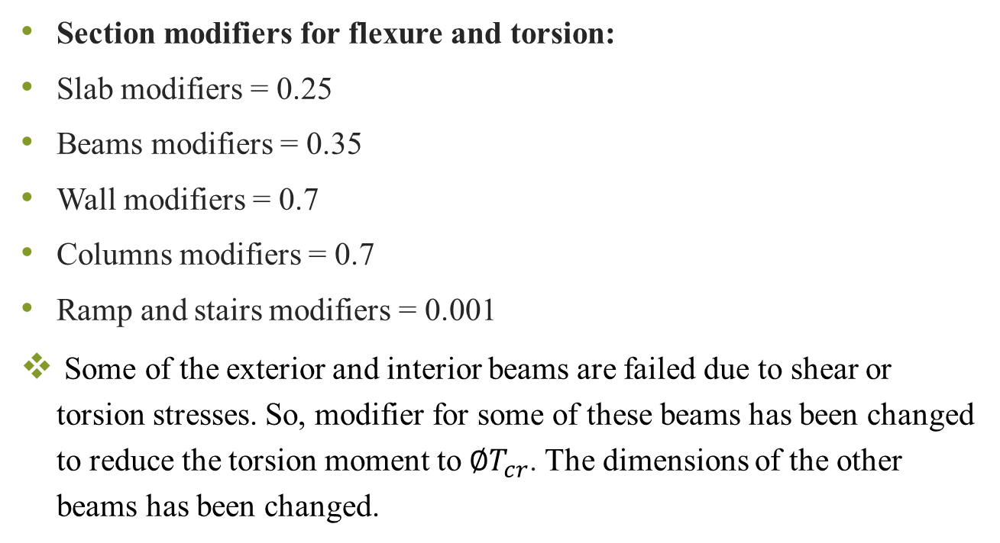 • Section modifiers for flexure and torsion:
• Slab modifiers = 0.25
• Beams modifiers = 0.35
• Wall modifiers = 0.7
• Columns modifiers = 0.7
• Ramp and stairs modifiers = 0.001
❖ Some of the exterior and interior beams are failed due to shear or
torsion stresses. So, modifier for some of these beams has been changed
to reduce the torsion moment to ∅T_cr. The dimensions of the other
beams has been changed.